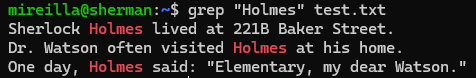 mireilla@sherman:~$ grep "Holmes" test.txt
Sherlock Holmes lived at 221B Baker Street.
Dr. Watson often visited Holmes at his home.
One day, Holmes said: "Elementary, my dear Watson."